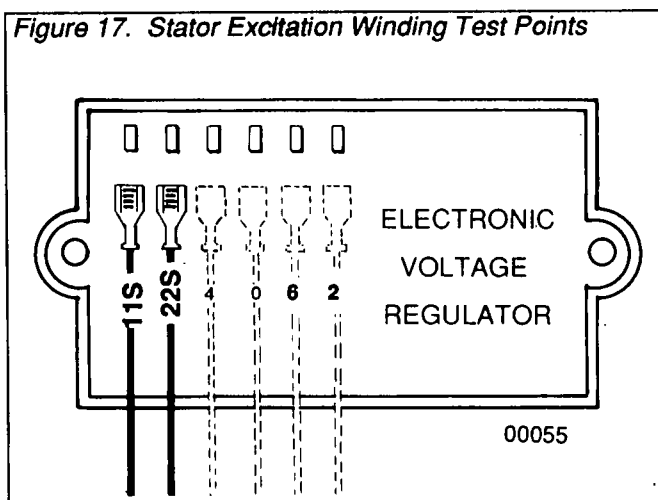 Figure 17. Stator Excitation Winding Test Points
11S 22S 4 0 6 2
ELECTRONIC
VOLTAGE
REGULATOR
00055